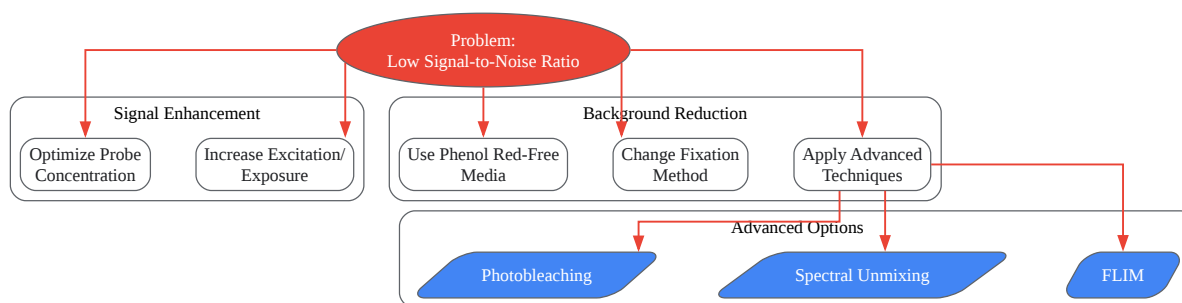 Problem:
Low Signal-to-Noise Ratio
Signal Enhancement
Background Reduction
Optimize Probe
Concentration
Increase Excitation/
Exposure
Use Phenol Red-Free
Media
Change Fixation
Method
Apply Advanced
Techniques
Advanced Options
Photobleaching
Spectral Unmixing
FLIM